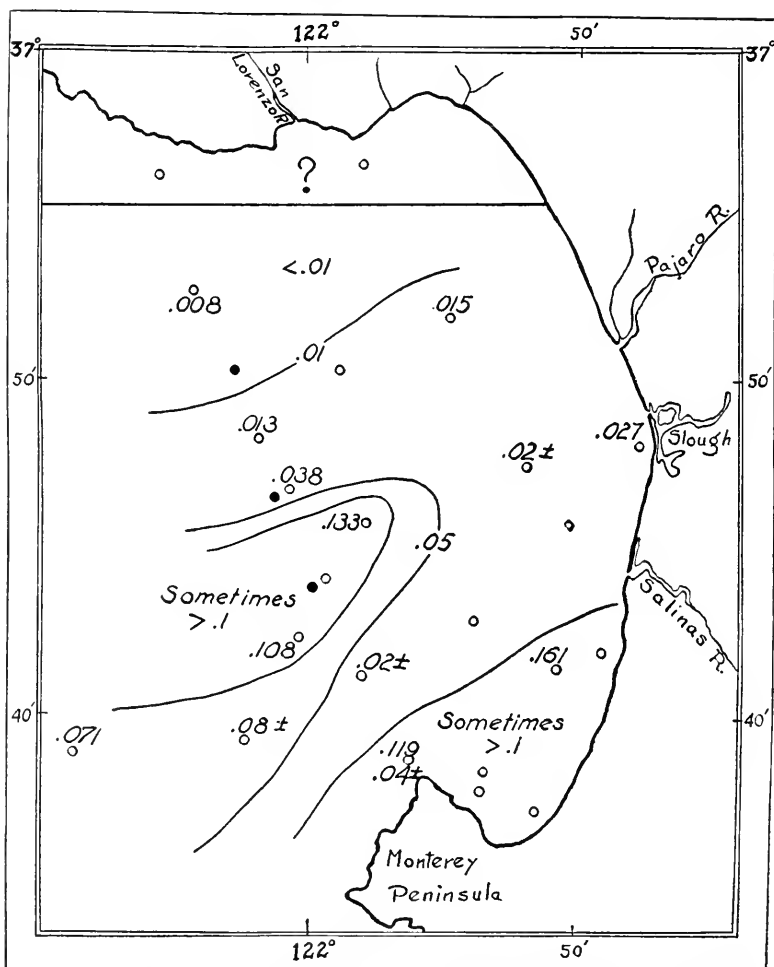 122° 50'
37° 37°
San
Lorenzo R.
?
Pajaro R.
<.01
.008
.015
.01
50' 50'
.013
.027
Slough
.02±
.038
.133
.05
Sometimes
>.1
Salinas R.
.108
.02±
.161
40' 40'
.071
.08±
Sometimes
>.1
.119
.04±
Monterey
Peninsula
122° 50'